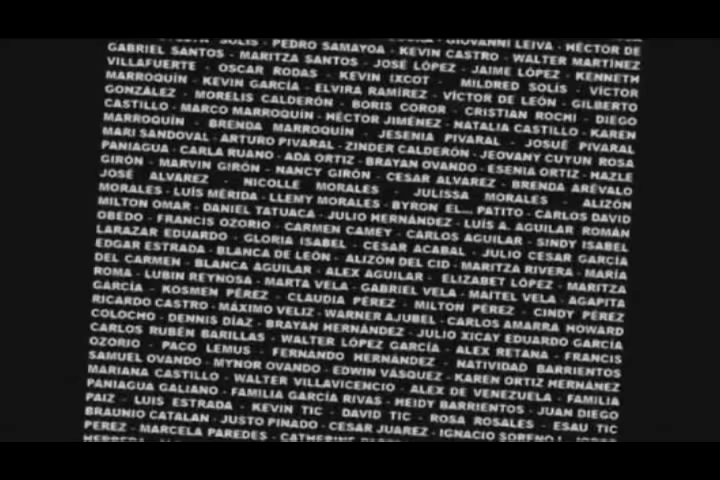 SOLÍS - PEDRO SAMAYOA - KEVIN CASTRO - GIOVANNI LEIVA - HÉCTOR DE
GABRIEL SANTOS - MARITZA SANTOS - JOSÉ LÓPEZ - JAIME LÓPEZ - WALTER MARTÍNEZ
VILLAFUERTE - OSCAR RODAS - KEVIN IXCOT - MILDRED SOLÍS - KENNETH
MARROQUÍN - KEVIN GARCÍA - ELVIRA RAMÍREZ - VÍCTOR DE LEÓN - VÍCTOR
GONZÁLEZ - MORELIS CALDERÓN - BORIS COROR - CRISTIAN ROCHI - GILBERTO
CASTILLO - MARCO MARROQUÍN - HÉCTOR JIMÉNEZ - NATALIA CASTILLO - DIEGO
MARROQUÍN - BRENDA MARROQUÍN - JESENIA PIVARAL - JOSUÉ KAREN
MARI SANDOVAL - ARTURO PIVARAL - ZINDER CALDERÓN - JEOVANY CUYUN PIVARAL
PANIAGUA - CARLA RUANO - ADA ORTIZ - BRAYAN OVANDO - ESENIA ORTIZ - ROSA
GIRÓN - MARVIN GIRÓN - NANCY GIRÓN - CESAR ALVAREZ - BRENDA HAZLE
JOSÉ ALVAREZ - NICOLLE MORALES - JULISSA MORALES - ARÉVALO
MORALES - LUÍS MÉRIDA - LLEMY MORALES - BYRON EL... PATITO - ALIZÓN
MILTON OMAR - DANIEL TATUACA - JULIO HERNÁNDEZ - LUÍS A. AGUILAR - CARLOS DAVID
OBEDO - FRANCIS OZORIO - CARMEN CAMEY - CARLOS AGUILAR - ROMÁN
LARAZAR EDUARDO - GLORIA ISABEL - CESAR ACABAL - JULIO CESAR SINDY ISABEL
EDGAR ESTRADA - BLANCA DE LEÓN - ALIZÓN DEL CID - MARITZA RIVERA - GARCÍA
DEL CARMEN - BLANCA AGUILAR - ALEX AGUILAR - ELIZABET LÓPEZ - MARÍA
ROMA - LUBIN REYNOSA - MARTA VELA - GABRIEL VELA - MAITEL VELA - MARITZA
GARCÍA - KOSMEN PÉREZ - CLAUDIA PÉREZ - MILTON PÉREZ - AGAPITA
RICARDO CASTRO - MÁXIMO VELIZ - WARNER AJUBEL - CARLOS AMARRA CINDY PÉREZ
COLOCHO - DENNIS DÍAZ - BRAYAN HERNÁNDEZ - JULIO XICAY EDUARDO HOWARD
CARLOS RUBÉN BARILLAS - WALTER LÓPEZ GARCÍA - ALEX RETANA - GARCÍA
OZORIO - PACO LEMUS - FERNANDO HERNÁNDEZ - NATIVIDAD FRANCIS
SAMUEL OVANDO - MYNOR OVANDO - EDWIN VÁSQUEZ - KAREN ORTIZ BARRIENTOS
MARIANA CASTILLO - WALTER VILLAVICENCIO - ALEX DE VENEZUELA - HERNÁNEZ
PANIAGUA GALIANO - FAMILIA GARCÍA RIVAS - HEIDY BARRIENTOS - FAMILIA
PAIZ - LUIS ESTRADA - KEVIN TIC - DAVID TIC - ROSA ROSALES - JUAN DIEGO
BRAUNIO CATALAN - JUSTO PINADO - CESAR JUAREZ - ESAU TIC
PEREZ - MARCELA PAREDES - CATHERINE IGNACIO